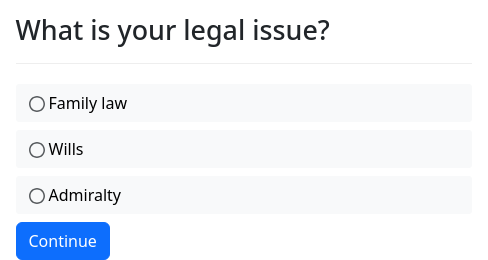 What is your legal issue?
Family law
Wills
Admiralty
Continue